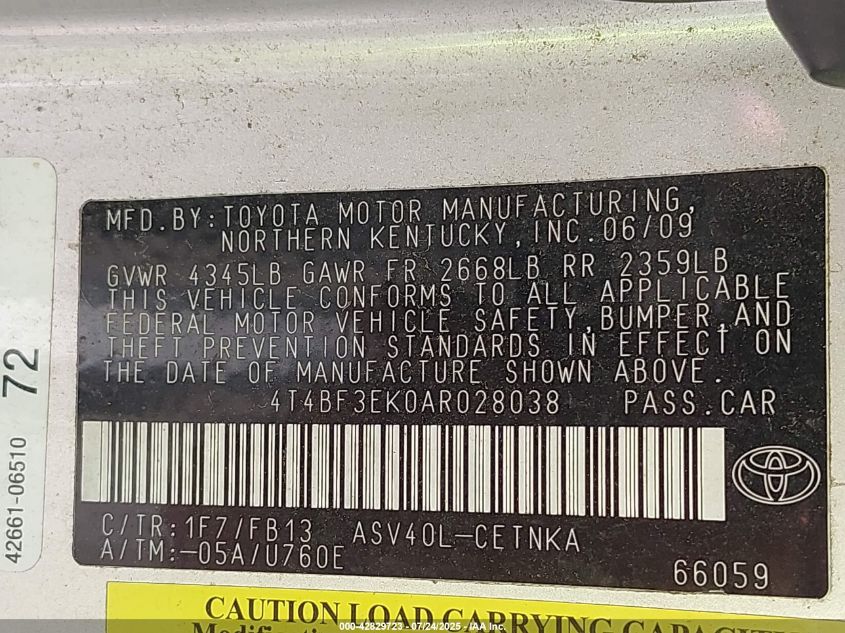 MFD.BY:TOYOTA MOTOR MANUFACTURING,
NORTHERN KENTUCKY,INC.06/09
GVWR 4345LB GAWR FR 2668LB RR 2359LB
THIS VEHICLE CONFORMS TO ALL APPLICABLE
FEDERAL MOTOR VEHICLE SAFETY,BUMPER,AND
THEFT PREVENTION STANDARDS IN EFFECT ON
THE DATE OF MANUFACTURE SHOWN ABOVE.
4T4BF3EK0AR028038 PASS.CAR
C/TR:1F7/FB13 ASV40L-CETNKA
A/TM:-05A/U760E
66059
42661-06510 72
CAUTION LOAD CARRYING CAPACITY
Modification
000-42829723 - 07/24/2025 - IAA Inc.